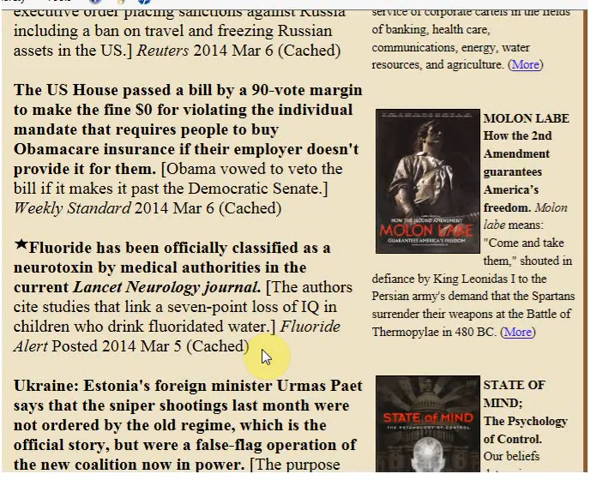 executive order placing sanctions against Russia
including a ban on travel and freezing Russian
assets in the US.] Reuters 2014 Mar 6 (Cached)
The US House passed a bill by a 90-vote margin
to make the fine $0 for violating the individual
mandate that requires people to buy
Obamacare insurance if their employer doesn't
provide it for them. [Obama vowed to veto the
bill if it makes it past the Democratic Senate.]
Weekly Standard 2014 Mar 6 (Cached)
★Fluoride has been officially classified as a
neurotoxin by medical authorities in the
current Lancet Neurology journal. [The authors
cite studies that link a seven-point loss of IQ in
children who drink fluoridated water.] Fluoride
Alert Posted 2014 Mar 5 (Cached)
Ukraine: Estonia's foreign minister Urmas Paet
says that the sniper shootings last month were
not ordered by the old regime, which is the
official story, but were a false-flag operation of
the new coalition now in power. [The purpose
service of corporate cartels in the fields
of banking, health care,
communications, energy, water
resources, and agriculture. (More)
HOW THE SECOND AMENDMENT
MOLON LABE
GUARANTEES AMERICA'S FREEDOM
MOLON LABE
How the 2nd
Amendment
guarantees
America's
freedom. Molon
labe means:
"Come and take
them," shouted in
defiance by King Leonidas I to the
Persian army's demand that the Spartans
surrender their weapons at the Battle of
Thermopylae in 480 BC. (More)
STATE OF MIND
THE PSYCHOLOGY OF CONTROL
STATE OF
MIND;
The Psychology
of Control.
Our beliefs